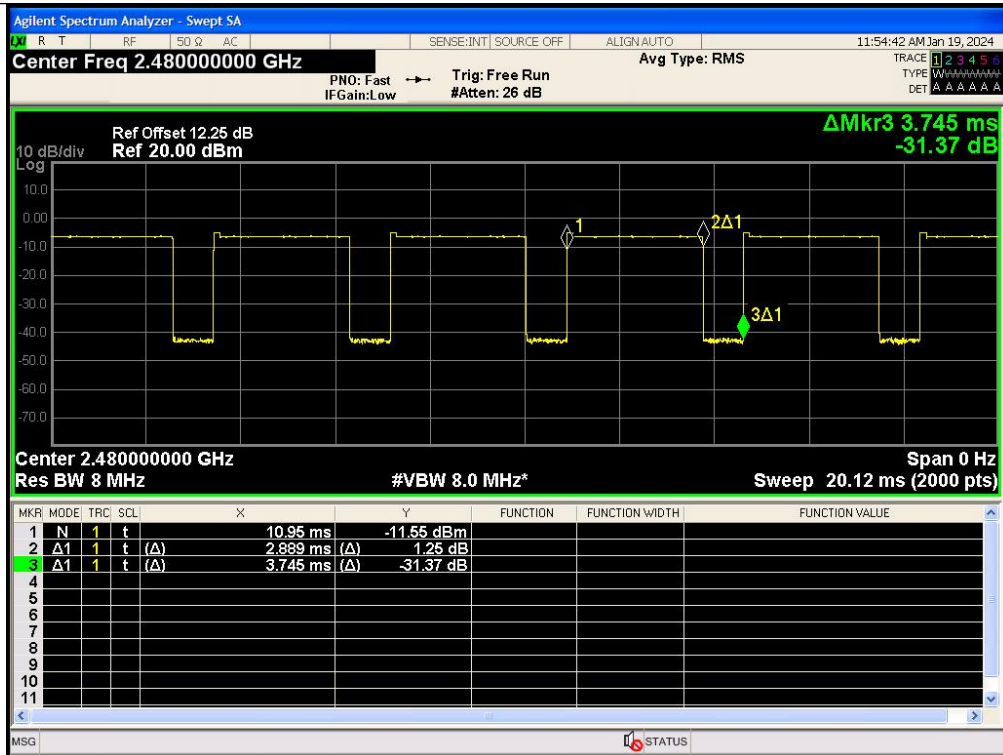 Agilent Spectrum Analyzer - Swept SA
LXI R T RF 50 Ω AC SENSE:INT SOURCE OFF ALIGN AUTO 11:54:42 AM Jan 19, 2024
Center Freq 2.480000000 GHz Avg Type: RMS TRACE 1 2 3 4 5 6
PNO: Fast Trig: Free Run TYPE W
IFGain:Low #Atten: 26 dB DET A A A A A A
ΔMkr3 3.745 ms
Ref Offset 12.25 dB -31.37 dB
10 dB/div Ref 20.00 dBm
Log
10.0
0.00
1 2Δ1
-10.0
-20.0
-30.0
3Δ1
-40.0
-50.0
-60.0
-70.0
Center 2.480000000 GHz Span 0 Hz
Res BW 8 MHz #VBW 8.0 MHz* Sweep 20.12 ms (2000 pts)
MKR MODE TRC SCL X Y FUNCTION FUNCTION WIDTH FUNCTION VALUE
1 N 1 t 10.95 ms -11.55 dBm
2 Δ1 1 t (Δ) 2.889 ms (Δ) 1.25 dB
3 Δ1 1 t (Δ) 3.745 ms (Δ) -31.37 dB
4
5
6
7
8
9
10
11
MSG STATUS